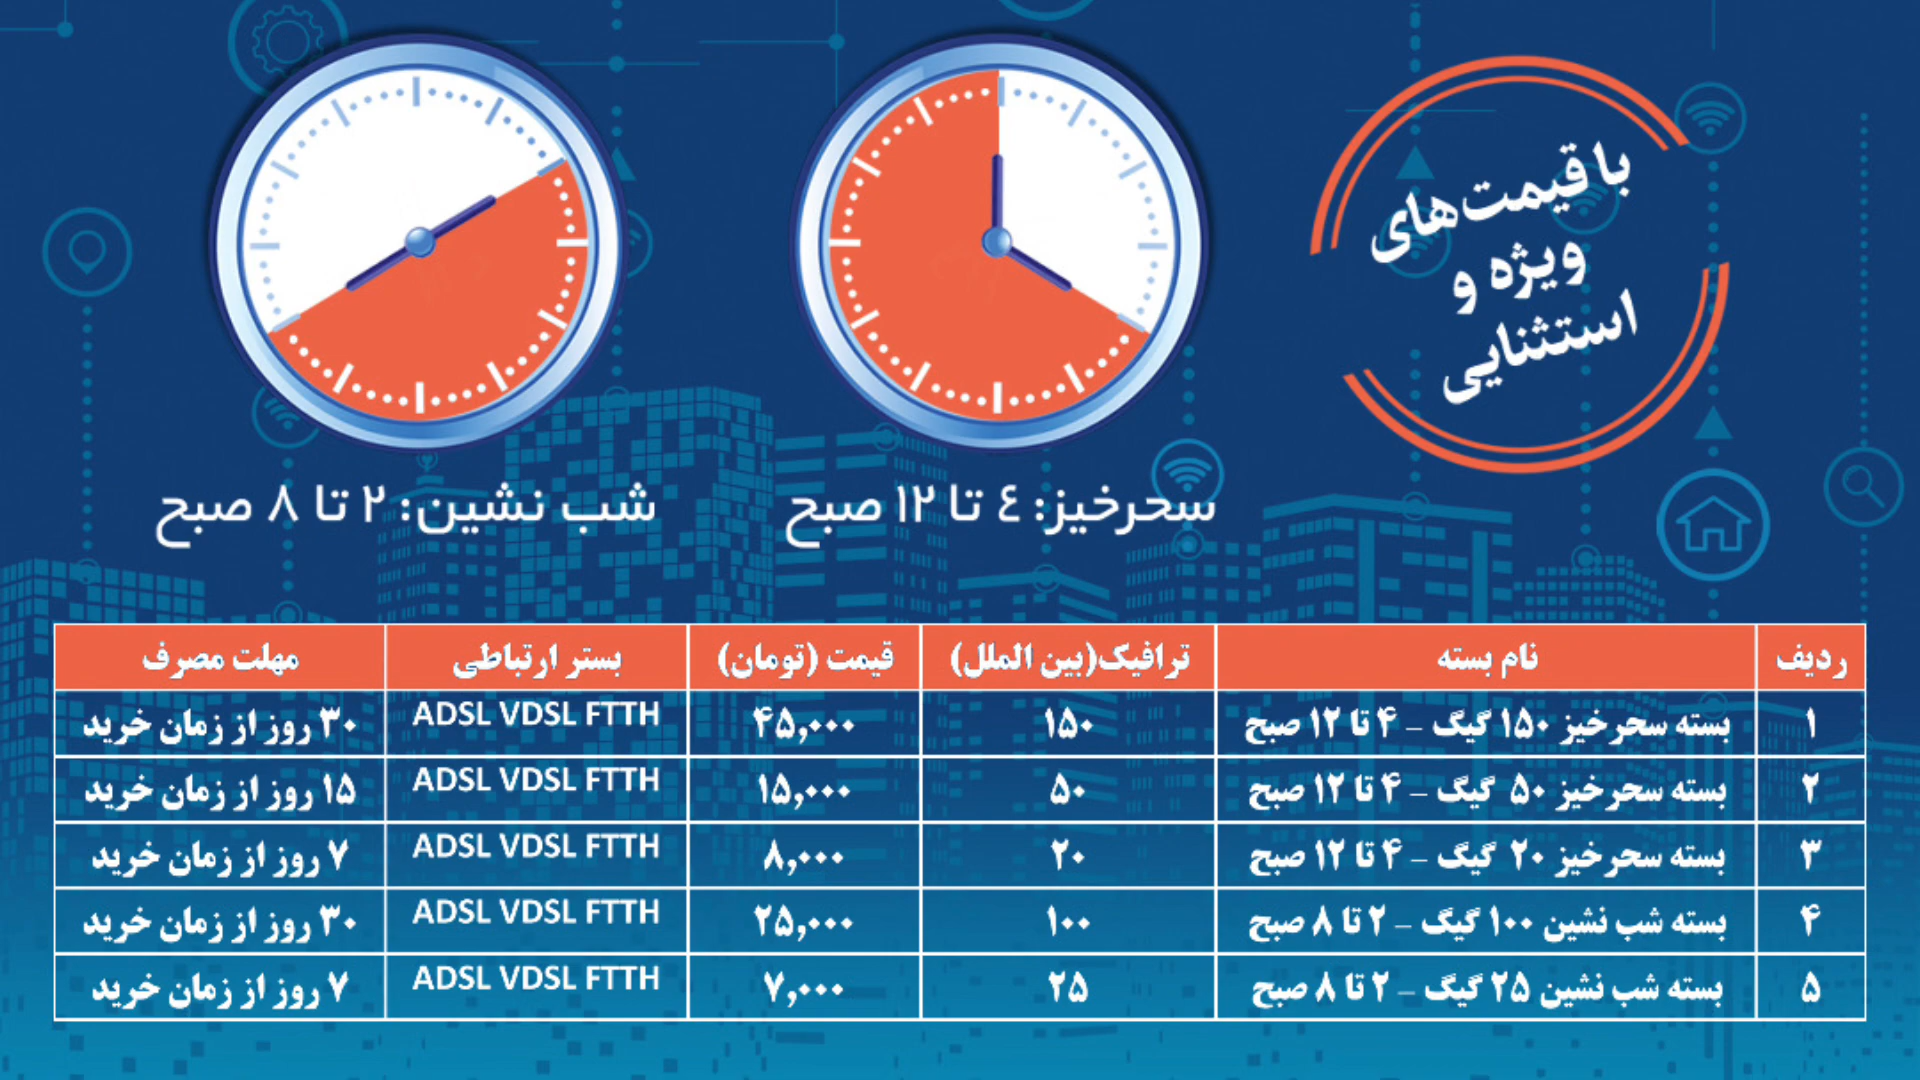 با قیمت‌های
ویژه و
استثنایی
سحرخیز: ٤ تا ۱۲ صبح
شب نشین: ۲ تا ۸ صبح
ردیف نام بسته ترافیک(بین الملل) قیمت (تومان) بستر ارتباطی مهلت مصرف
۱ بسته سحرخیز ۱۵۰ گیگ – ۴ تا ۱۲ صبح ۱۵۰ ۴۵,۰۰۰ ADSL VDSL FTTH ۳۰ روز از زمان خرید
۲ بسته سحرخیز ۵۰ گیگ – ۴ تا ۱۲ صبح ۵۰ ۱۵,۰۰۰ ADSL VDSL FTTH ۱۵ روز از زمان خرید
۳ بسته سحرخیز ۲۰ گیگ – ۴ تا ۱۲ صبح ۲۰ ۸,۰۰۰ ADSL VDSL FTTH ۷ روز از زمان خرید
۴ بسته شب نشین ۱۰۰ گیگ – ۲ تا ۸ صبح ۱۰۰ ۲۵,۰۰۰ ADSL VDSL FTTH ۳۰ روز از زمان خرید
۵ بسته شب نشین ۲۵ گیگ – ۲ تا ۸ صبح ۲۵ ۷,۰۰۰ ADSL VDSL FTTH ۷ روز از زمان خرید